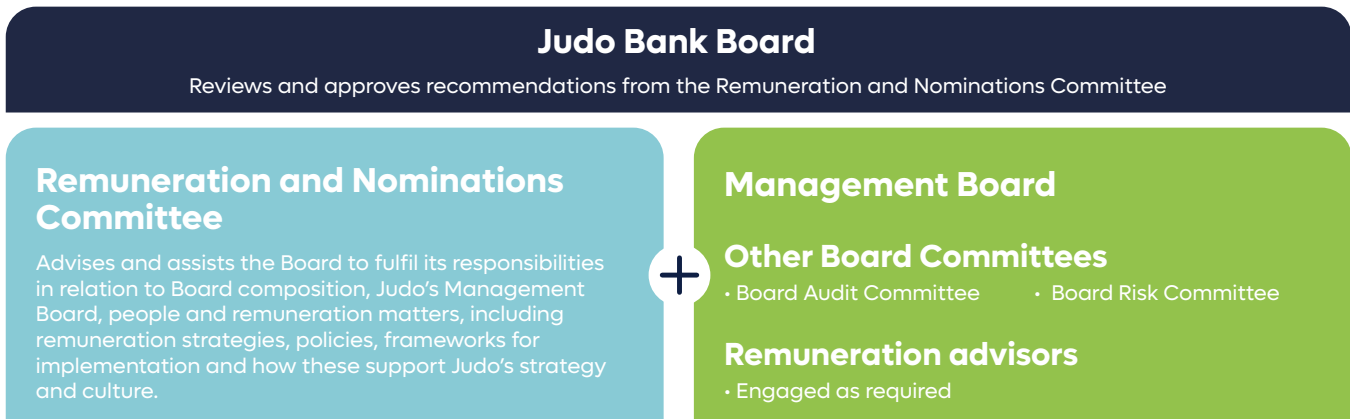 Judo Bank Board
Reviews and approves recommendations from the Remuneration and Nominations Committee
Remuneration and Nominations
Committee
Advises and assists the Board to fulfil its responsibilities
in relation to Board composition, Judo's Management
Board, people and remuneration matters, including
remuneration strategies, policies, frameworks for
implementation and how these support Judo's strategy
and culture.
+
Management Board
Other Board Committees
• Board Audit Committee • Board Risk Committee
Remuneration advisors
• Engaged as required